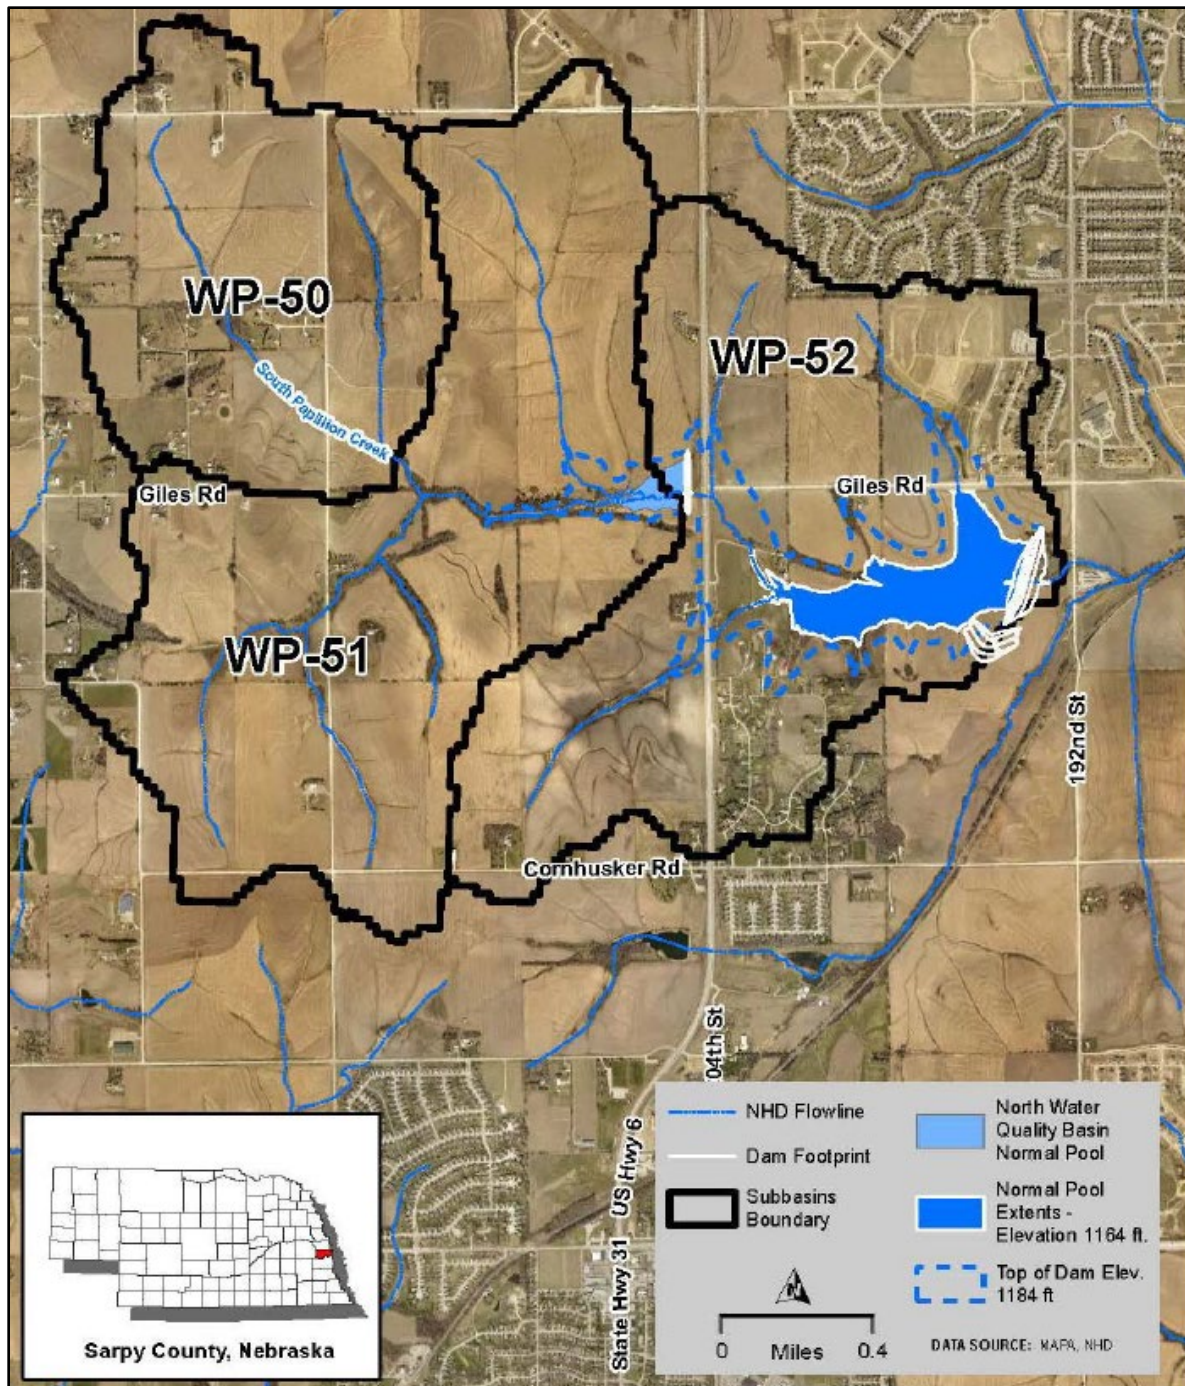 WP-50
WP-52
South Papillion Creek
Giles Rd
Giles Rd
WP-51
192nd St
Cornhusker Rd
04th St
US Hwy 6
State Hwy 31
NHD Flowline
Dam Footprint
Subbasins
Boundary
N
0 Miles 0.4
North Water
Quality Basin
Normal Pool
Normal Pool
Extents -
Elevation 1164 ft.
Top of Dam Elev.
1184 ft
DATA SOURCE: MAPA, NHD
Sarpy County, Nebraska